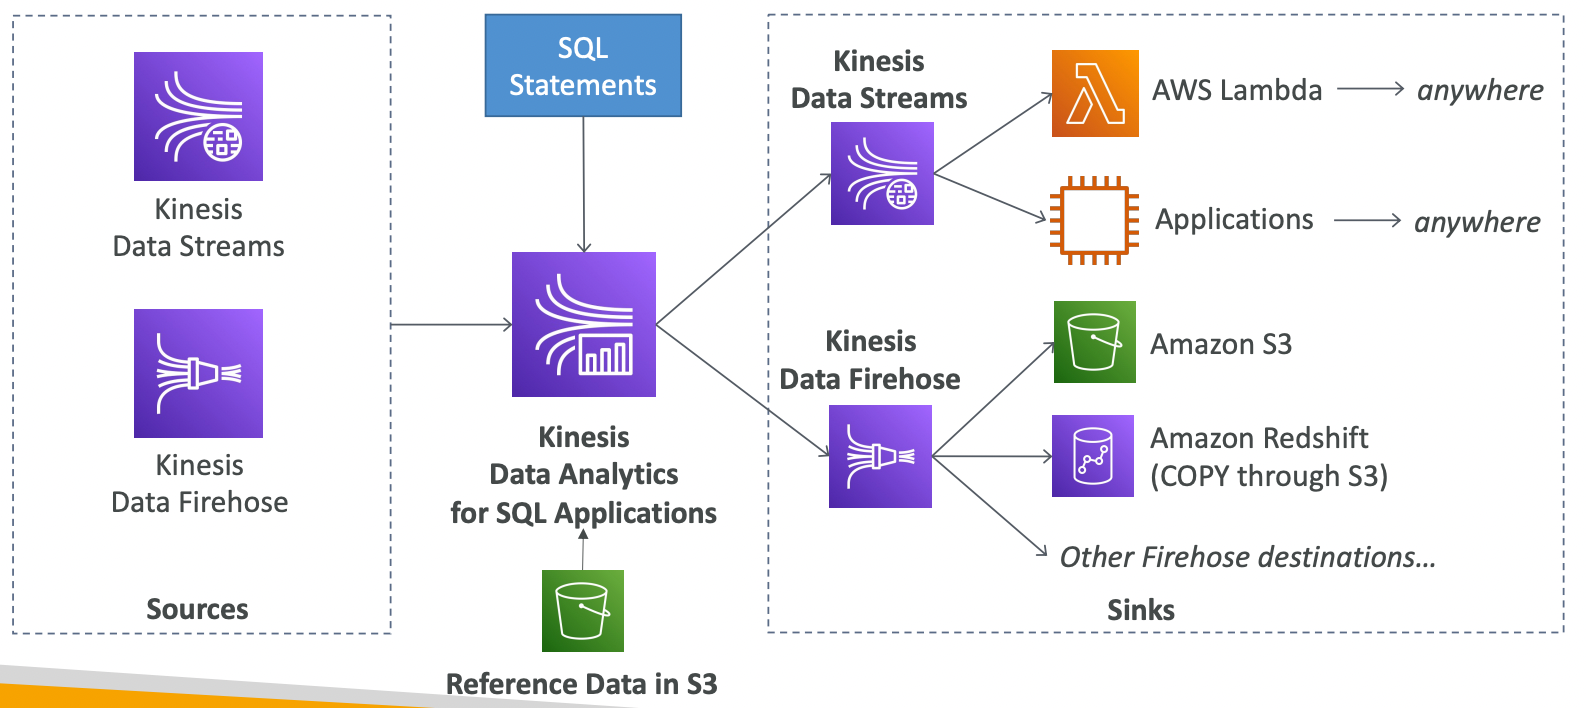 Kinesis
Data Streams
Kinesis
Data Firehose
Sources
SQL
Statements
Kinesis
Data Analytics
for SQL Applications
Reference Data in S3
Kinesis
Data Streams
AWS Lambda
anywhere
Applications
anywhere
Kinesis
Data Firehose
Amazon S3
Amazon Redshift
(COPY through S3)
Other Firehose destinations...
Sinks